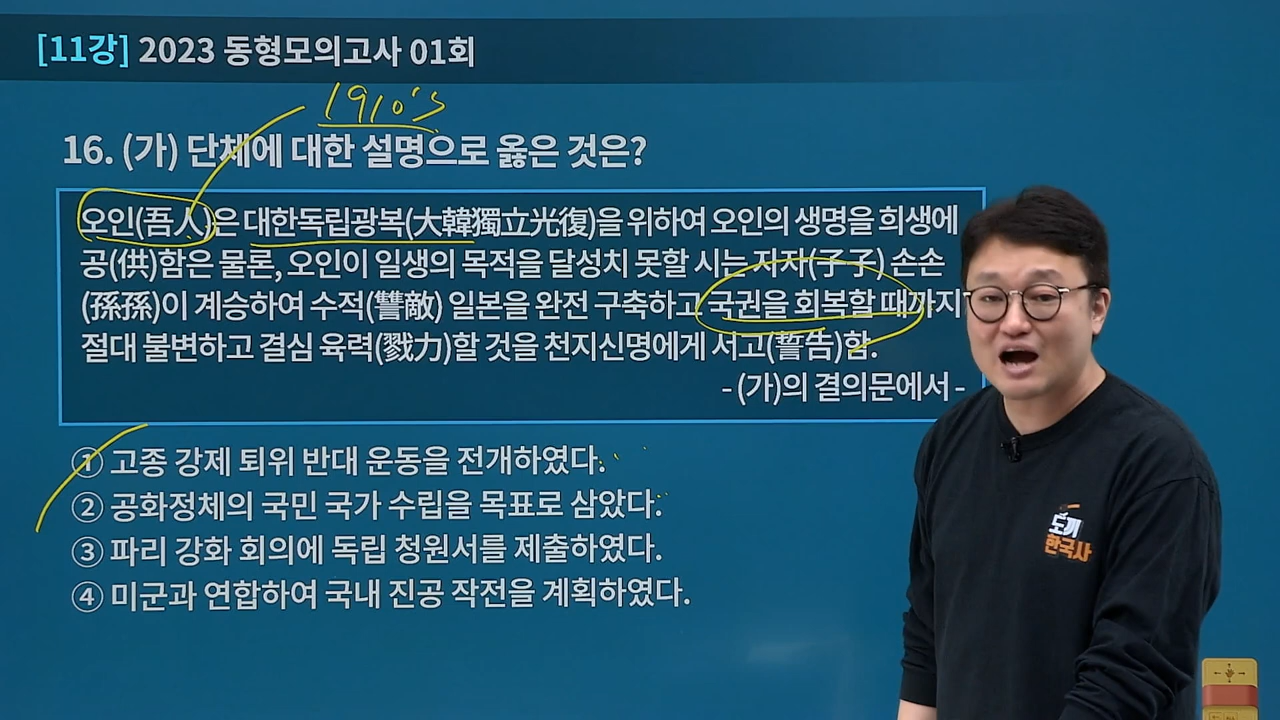 [11강] 2023 동형모의고사 01회
1910's
16. (가) 단체에 대한 설명으로 옳은 것은?
오인(吾人)은 대한독립광복(大韓獨立光復)을 위하여 오인의 생명을 희생에
공(供)함은 물론, 오인이 일생의 목적을 달성치 못할 시는 자자(子子) 손손
(孫孫)이 계승하여 수적(讐敵) 일본을 완전 구축하고 국권을 회복할 때까지
절대 불변하고 결심 육력(戮力)할 것을 천지신명에게 서고(誓告)함.
- (가)의 결의문에서 -
① 고종 강제 퇴위 반대 운동을 전개하였다.
② 공화정체의 국민 국가 수립을 목표로 삼았다.
③ 파리 강화 회의에 독립 청원서를 제출하였다.
④ 미군과 연합하여 국내 진공 작전을 계획하였다.
도끼
한국사